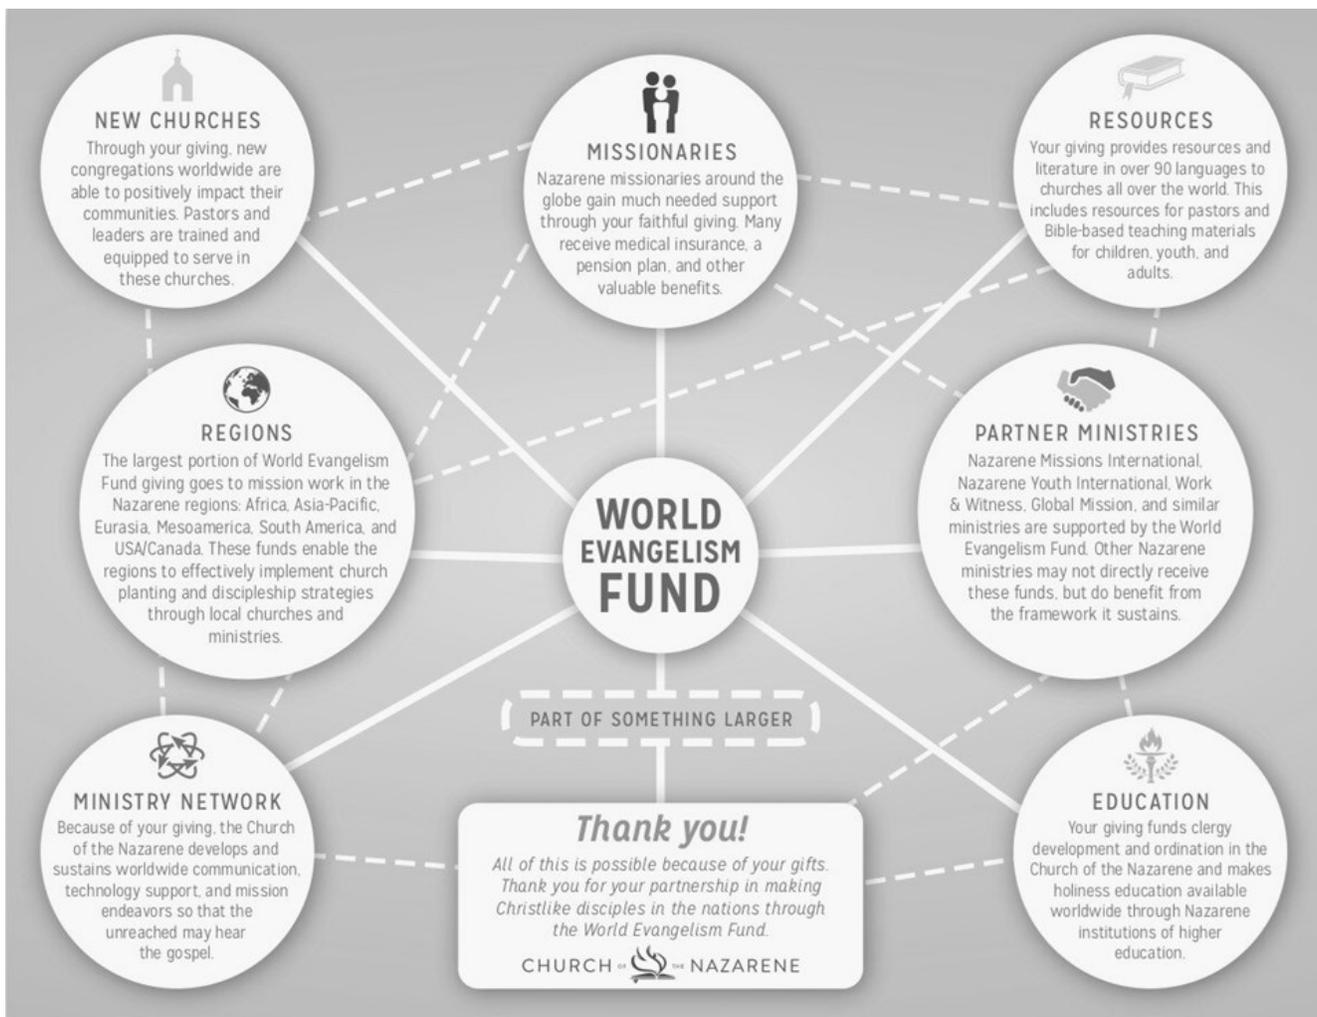 NEW CHURCHES
Through your giving, new
congregations worldwide are
able to positively impact their
communities. Pastors and
leaders are trained and
equipped to serve in
these churches.
MISSIONARIES
Nazarene missionaries around the
globe gain much needed support
through your faithful giving. Many
receive medical insurance, a
pension plan, and other
valuable benefits.
RESOURCES
Your giving provides resources and
literature in over 90 languages to
churches all over the world. This
includes resources for pastors and
Bible-based teaching materials
for children, youth, and
adults.
REGIONS
The largest portion of World Evangelism
Fund giving goes to mission work in the
Nazarene regions: Africa, Asia-Pacific,
Eurasia, Mesoamerica, South America, and
USA/Canada. These funds enable the
regions to effectively implement church
planting and discipleship strategies
through local churches and
ministries.
WORLD
EVANGELISM
FUND
PARTNER MINISTRIES
Nazarene Missions International,
Nazarene Youth International, Work
& Witness, Global Mission, and similar
ministries are supported by the World
Evangelism Fund. Other Nazarene
ministries may not directly receive
these funds, but do benefit from
the framework it sustains.
PART OF SOMETHING LARGER
MINISTRY NETWORK
Because of your giving, the Church
of the Nazarene develops and
sustains worldwide communication,
technology support, and mission
endeavors so that the
unreached may hear
the gospel.
Thank you!
All of this is possible because of your gifts.
Thank you for your partnership in making
Christlike disciples in the nations through
the World Evangelism Fund.
CHURCH OF THE NAZARENE
EDUCATION
Your giving funds clergy
development and ordination in the
Church of the Nazarene and makes
holiness education available
worldwide through Nazarene
institutions of higher
education.